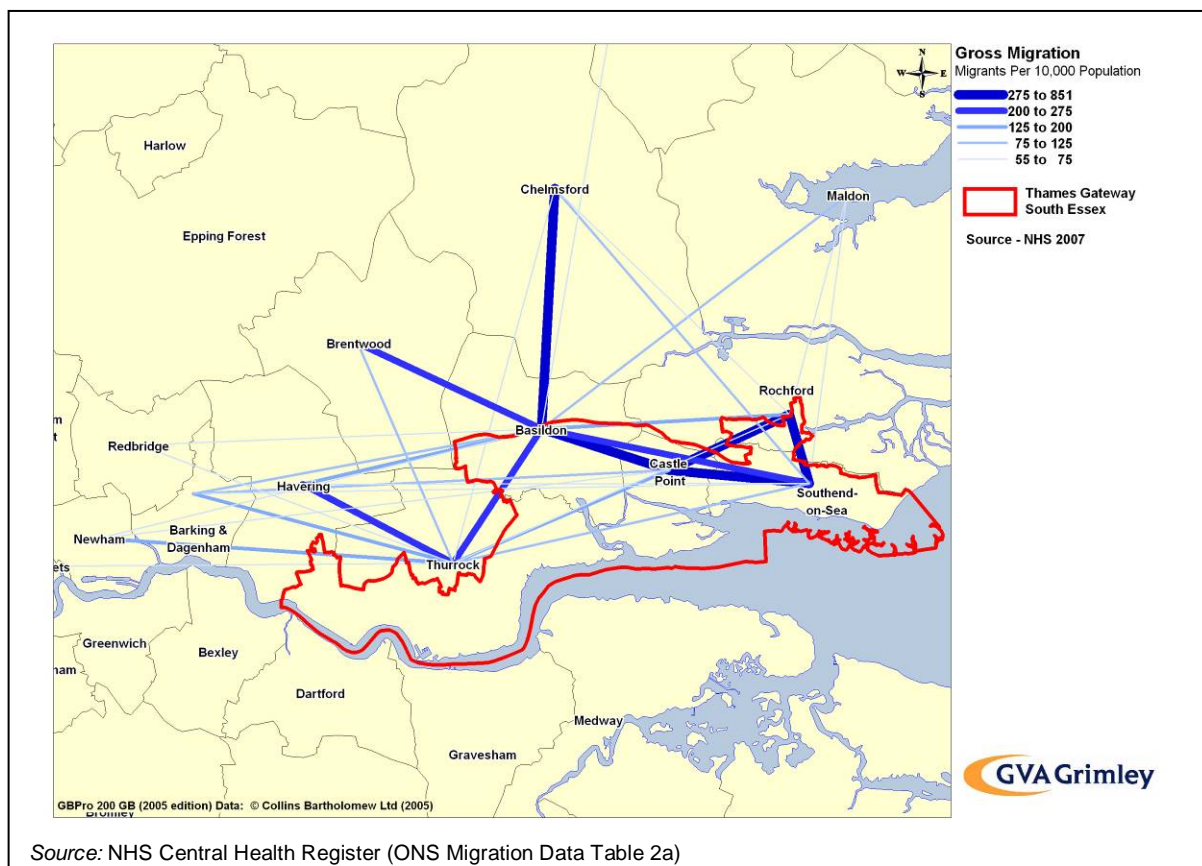 Gross Migration
Migrants Per 10,000 Population
275 to 851
200 to 275
125 to 200
75 to 125
55 to 75
Thames Gateway
South Essex
Source - NHS 2007
N
W E
S
Harlow
Chelmsford
Maldon
Epping Forest
Brentwood
Rochford
Basildon
Redbridge
Castle
Point
Havering
Southend-
on-Sea
Barking &
Dagenham
Newham
ets
Thurrock
Greenwich
Bexley
ham
Dartford
Medway
Gravesham
GVA Grimley
GBPro 200 GB (2005 edition) Data: © Collins Bartholomew Ltd (2005)
Source: NHS Central Health Register (ONS Migration Data Table 2a)